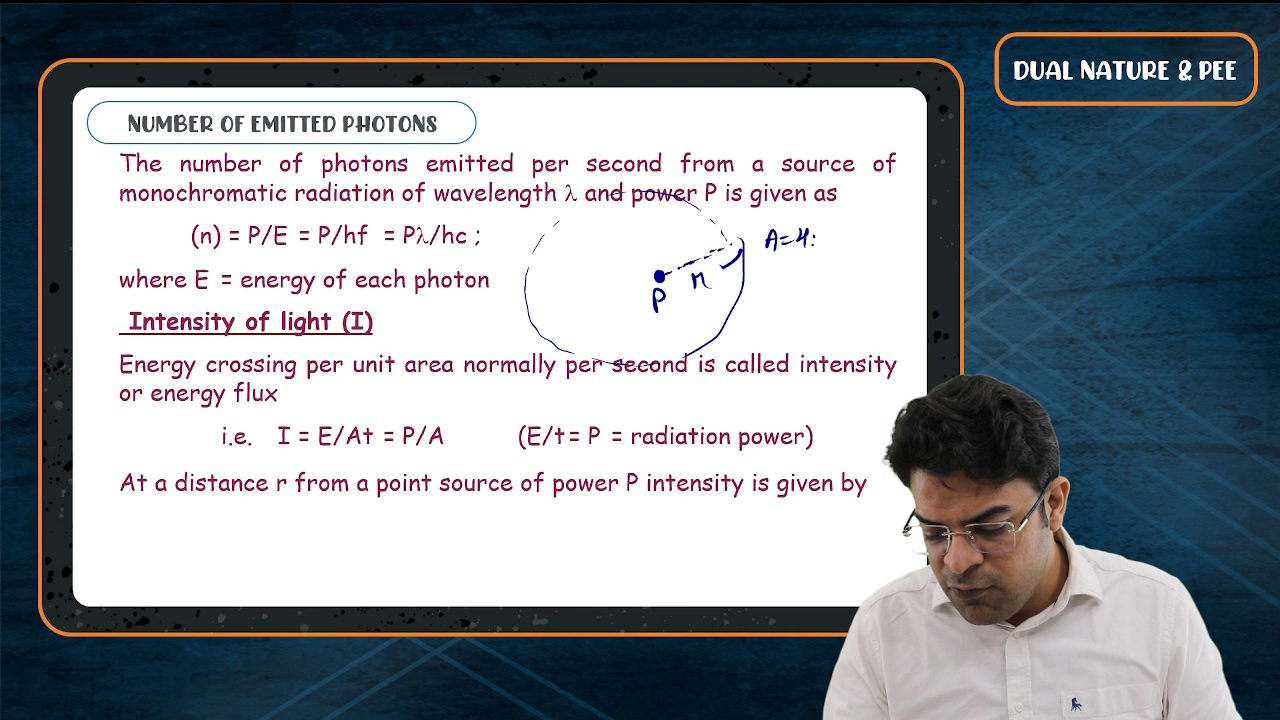 DUAL NATURE & PEE
NUMBER OF EMITTED PHOTONS
The number of photons emitted per second from a source of
monochromatic radiation of wavelength λ and power P is given as
(n) = P/E = P/hf = Pλ/hc ;
A=4:
where E = energy of each photon
r
P
Intensity of light (I)
Energy crossing per unit area normally per second is called intensity
or energy flux
i.e. I = E/At = P/A (E/t = P = radiation power)
At a distance r from a point source of power P intensity is given by